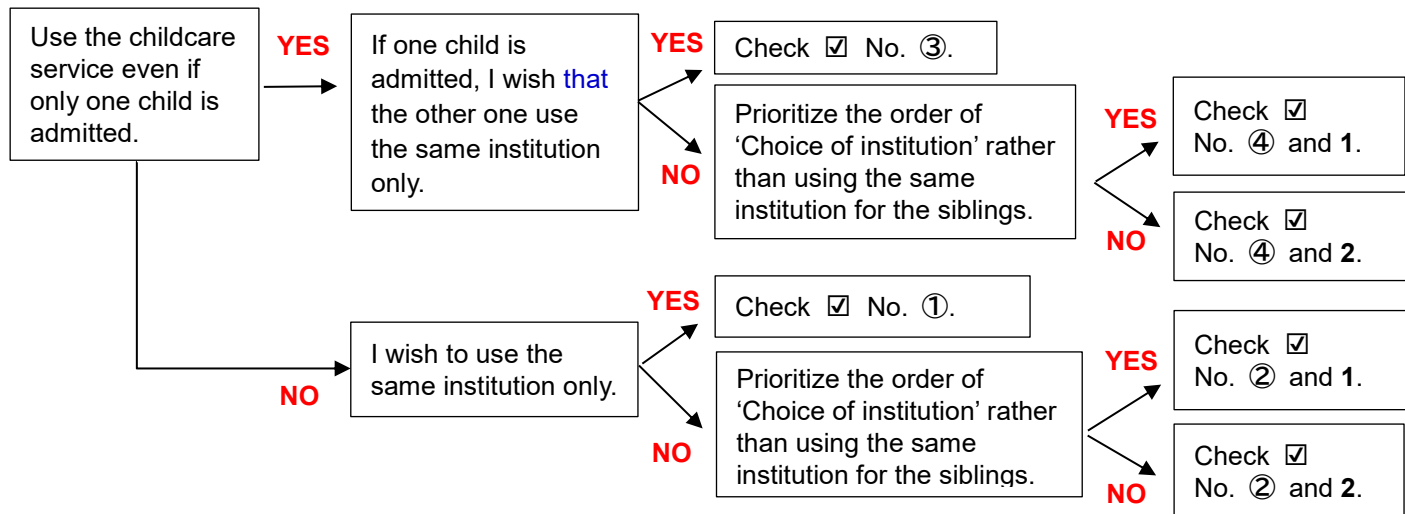 Use the childcare
service even if
only one child is
admitted.
YES
If one child is
admitted, I wish that
the other one use
the same institution
only.
YES
Check ☑ No. ③.
NO
Prioritize the order of
‘Choice of institution’ rather
than using the same
institution for the siblings.
YES
Check ☑
No. ④ and 1.
NO
Check ☑
No. ④ and 2.
NO
I wish to use the
same institution only.
YES
Check ☑ No. ①.
NO
Prioritize the order of
‘Choice of institution’ rather
than using the same
institution for the siblings.
YES
Check ☑
No. ② and 1.
NO
Check ☑
No. ② and 2.